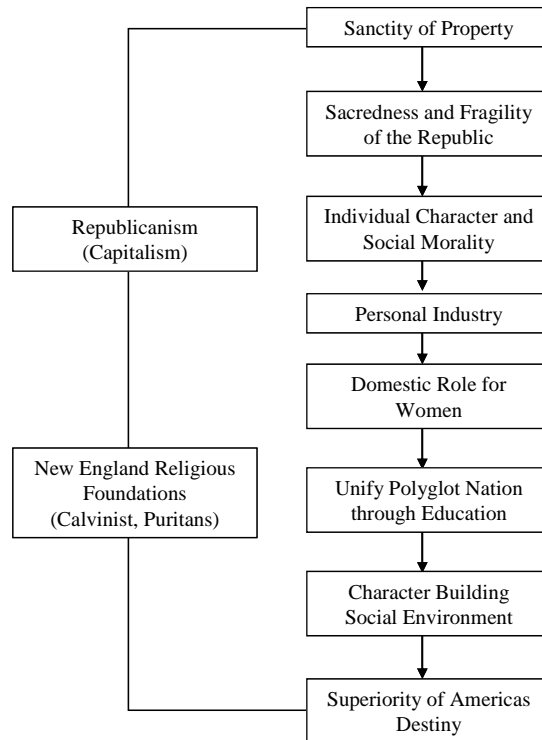 Sanctity of Property
Sacredness and Fragility
of the Republic
Republicanism
(Capitalism)
Individual Character and
Social Morality
Personal Industry
Domestic Role for
Women
New England Religious
Foundations
(Calvinist, Puritans)
Unify Polyglot Nation
through Education
Character Building
Social Environment
Superiority of Americas
Destiny